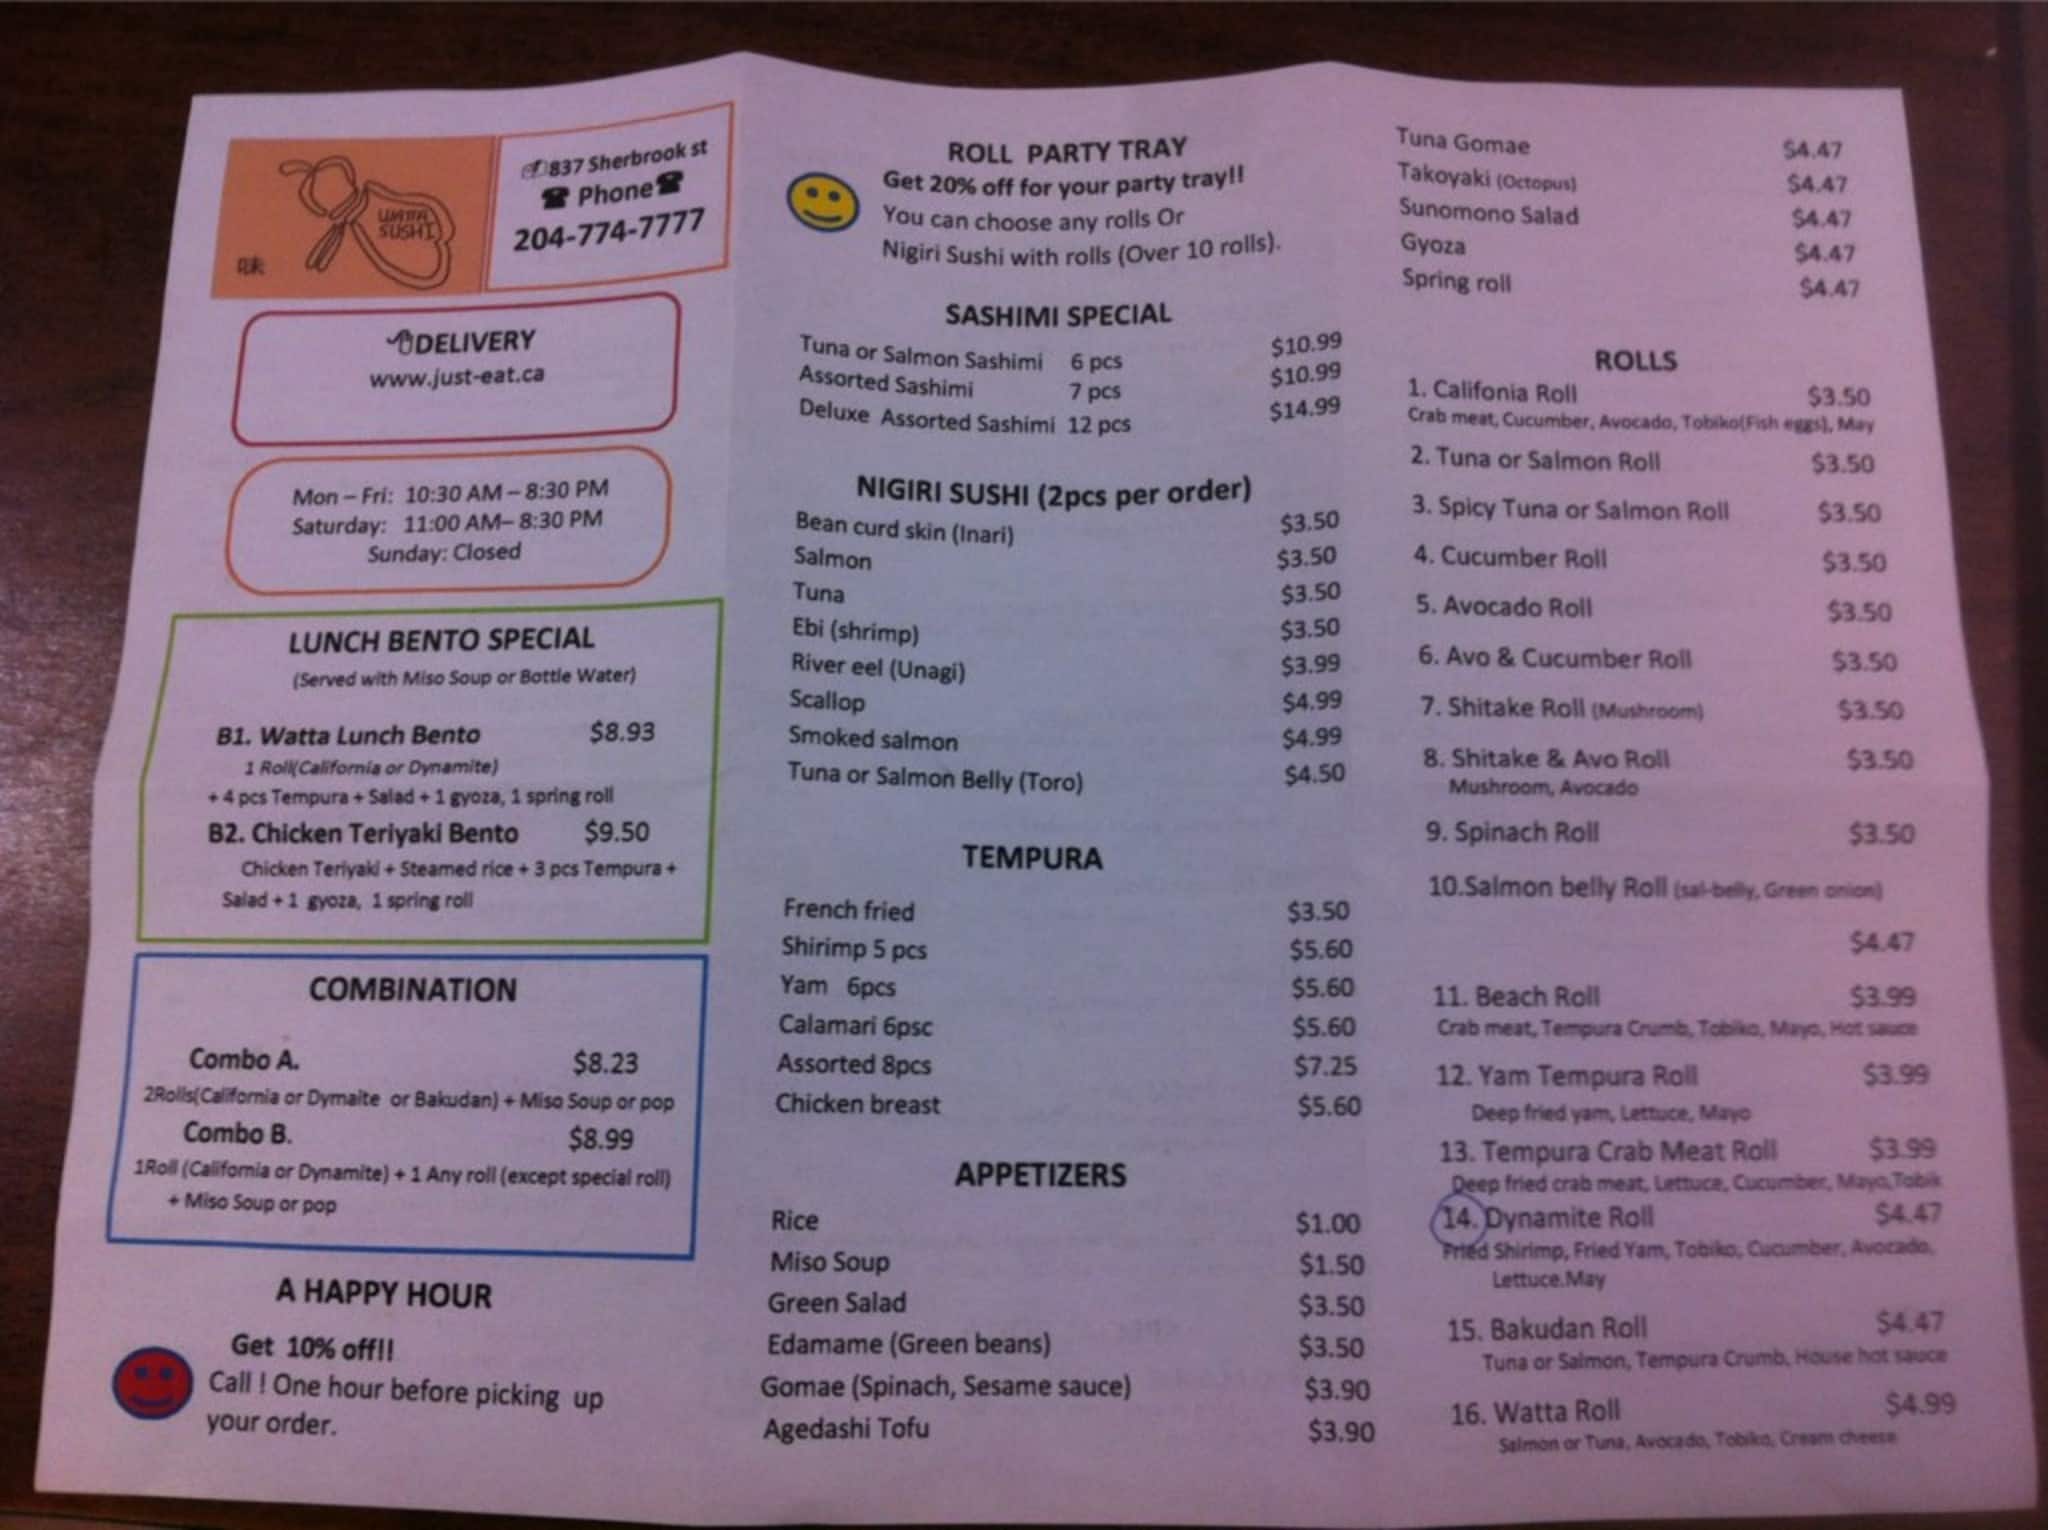 WATTA
SUSHI
味
837 Sherbrook st
Phone
204-774-7777
DELIVERY
www.just-eat.ca
Mon – Fri: 10:30 AM – 8:30 PM
Saturday: 11:00 AM– 8:30 PM
Sunday: Closed
LUNCH BENTO SPECIAL
(Served with Miso Soup or Bottle Water)
B1. Watta Lunch Bento $8.93
1 Roll(California or Dynamite)
+ 4 pcs Tempura + Salad + 1 gyoza, 1 spring roll
B2. Chicken Teriyaki Bento $9.50
Chicken Teriyaki + Steamed rice + 3 pcs Tempura +
Salad + 1 gyoza, 1 spring roll
COMBINATION
Combo A. $8.23
2Rolls(California or Dymaite or Bakudan) + Miso Soup or pop
Combo B. $8.99
1Roll (California or Dynamite) + 1 Any roll (except special roll)
+ Miso Soup or pop
A HAPPY HOUR
Get 10% off!!
Call ! One hour before picking up
your order.
ROLL PARTY TRAY
Get 20% off for your party tray!!
You can choose any rolls Or
Nigiri Sushi with rolls (Over 10 rolls).
SASHIMI SPECIAL
Tuna or Salmon Sashimi 6 pcs $10.99
Assorted Sashimi 7 pcs $10.99
Deluxe Assorted Sashimi 12 pcs $14.99
NIGIRI SUSHI (2pcs per order)
Bean curd skin (Inari) $3.50
Salmon $3.50
Tuna $3.50
Ebi (shrimp) $3.50
River eel (Unagi) $3.99
Scallop $4.99
Smoked salmon $4.99
Tuna or Salmon Belly (Toro) $4.50
TEMPURA
French fried $3.50
Shirimp 5 pcs $5.60
Yam 6pcs $5.60
Calamari 6psc $5.60
Assorted 8pcs $7.25
Chicken breast $5.60
APPETIZERS
Rice $1.00
Miso Soup $1.50
Green Salad $3.50
Edamame (Green beans) $3.50
Gomae (Spinach, Sesame sauce) $3.90
Agedashi Tofu $3.90
Tuna Gomae $4.47
Takoyaki (Octopus) $4.47
Sunomono Salad $4.47
Gyoza $4.47
Spring roll $4.47
ROLLS
1. Califonia Roll $3.50
Crab meat, Cucumber, Avocado, Tobiko(Fish eggs), May
2. Tuna or Salmon Roll $3.50
3. Spicy Tuna or Salmon Roll $3.50
4. Cucumber Roll $3.50
5. Avocado Roll $3.50
6. Avo & Cucumber Roll $3.50
7. Shitake Roll (Mushroom) $3.50
8. Shitake & Avo Roll $3.50
Mushroom, Avocado
9. Spinach Roll $3.50
10.Salmon belly Roll (sal-belly, Green onion)
$4.47
11. Beach Roll $3.99
Crab meat, Tempura Crumb, Tobiko, Mayo, Hot sauce
12. Yam Tempura Roll $3.99
Deep fried yam, Lettuce, Mayo
13. Tempura Crab Meat Roll $3.99
Deep fried crab meat, Lettuce, Cucumber, Mayo,Tobik
14. Dynamite Roll $4.47
Fried Shirimp, Fried Yam, Tobiko, Cucumber, Avocado,
Lettuce.May
15. Bakudan Roll $4.47
Tuna or Salmon, Tempura Crumb, House hot sauce
16. Watta Roll $4.99
Salmon or Tuna, Avocado, Tobiko, Cream cheese